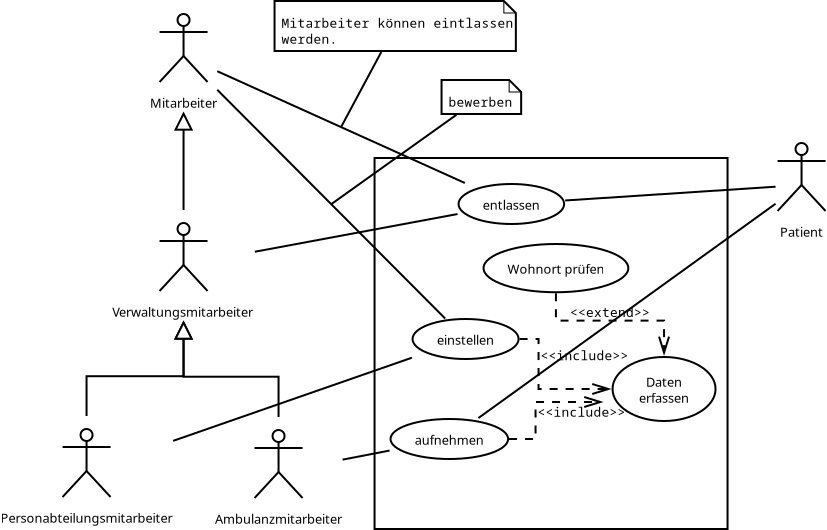 Mitarbeiter können eintlassen
werden.
bewerben
Mitarbeiter
entlassen
Patient
Wohnort prüfen
Verwaltungsmitarbeiter
<<extend>>
einstellen
<<include>>
Daten
erfassen
<<include>>
aufnehmen
Personabteilungsmitarbeiter
Ambulanzmitarbeiter